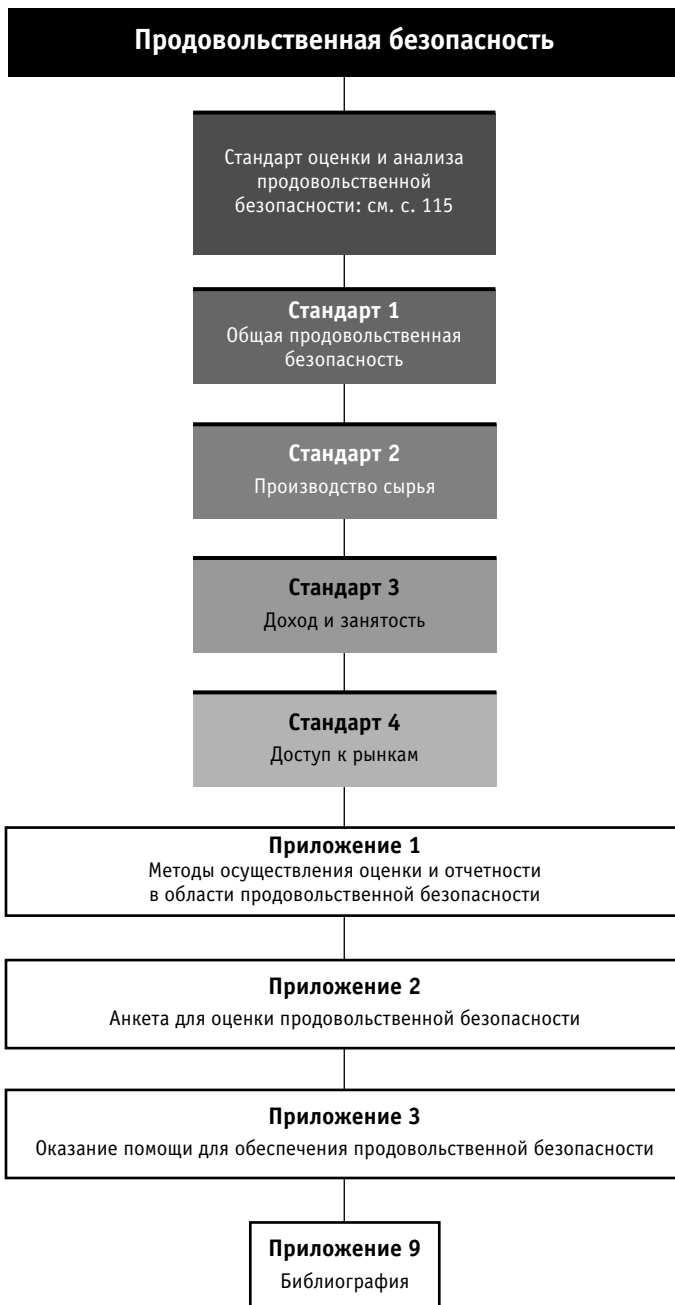 Продовольственная безопасность
Стандарт оценки и анализа
продовольственной
безопасности: см. с. 115
Стандарт 1
Общая продовольственная
безопасность
Стандарт 2
Производство сырья
Стандарт 3
Доход и занятость
Стандарт 4
Доступ к рынкам
Приложение 1
Методы осуществления оценки и отчетности
в области продовольственной безопасности
Приложение 2
Анкета для оценки продовольственной безопасности
Приложение 3
Оказание помощи для обеспечения продовольственной безопасности
Приложение 9
Библиография